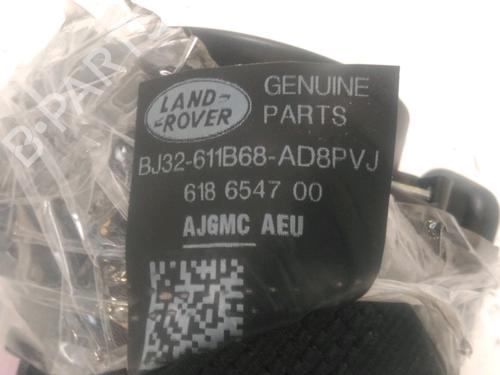 LAND-
ROVER
GENUINE
PARTS
BJ32-611B68-AD8PVJ
618 6547 00
AJGMC AEU
B-PARTS